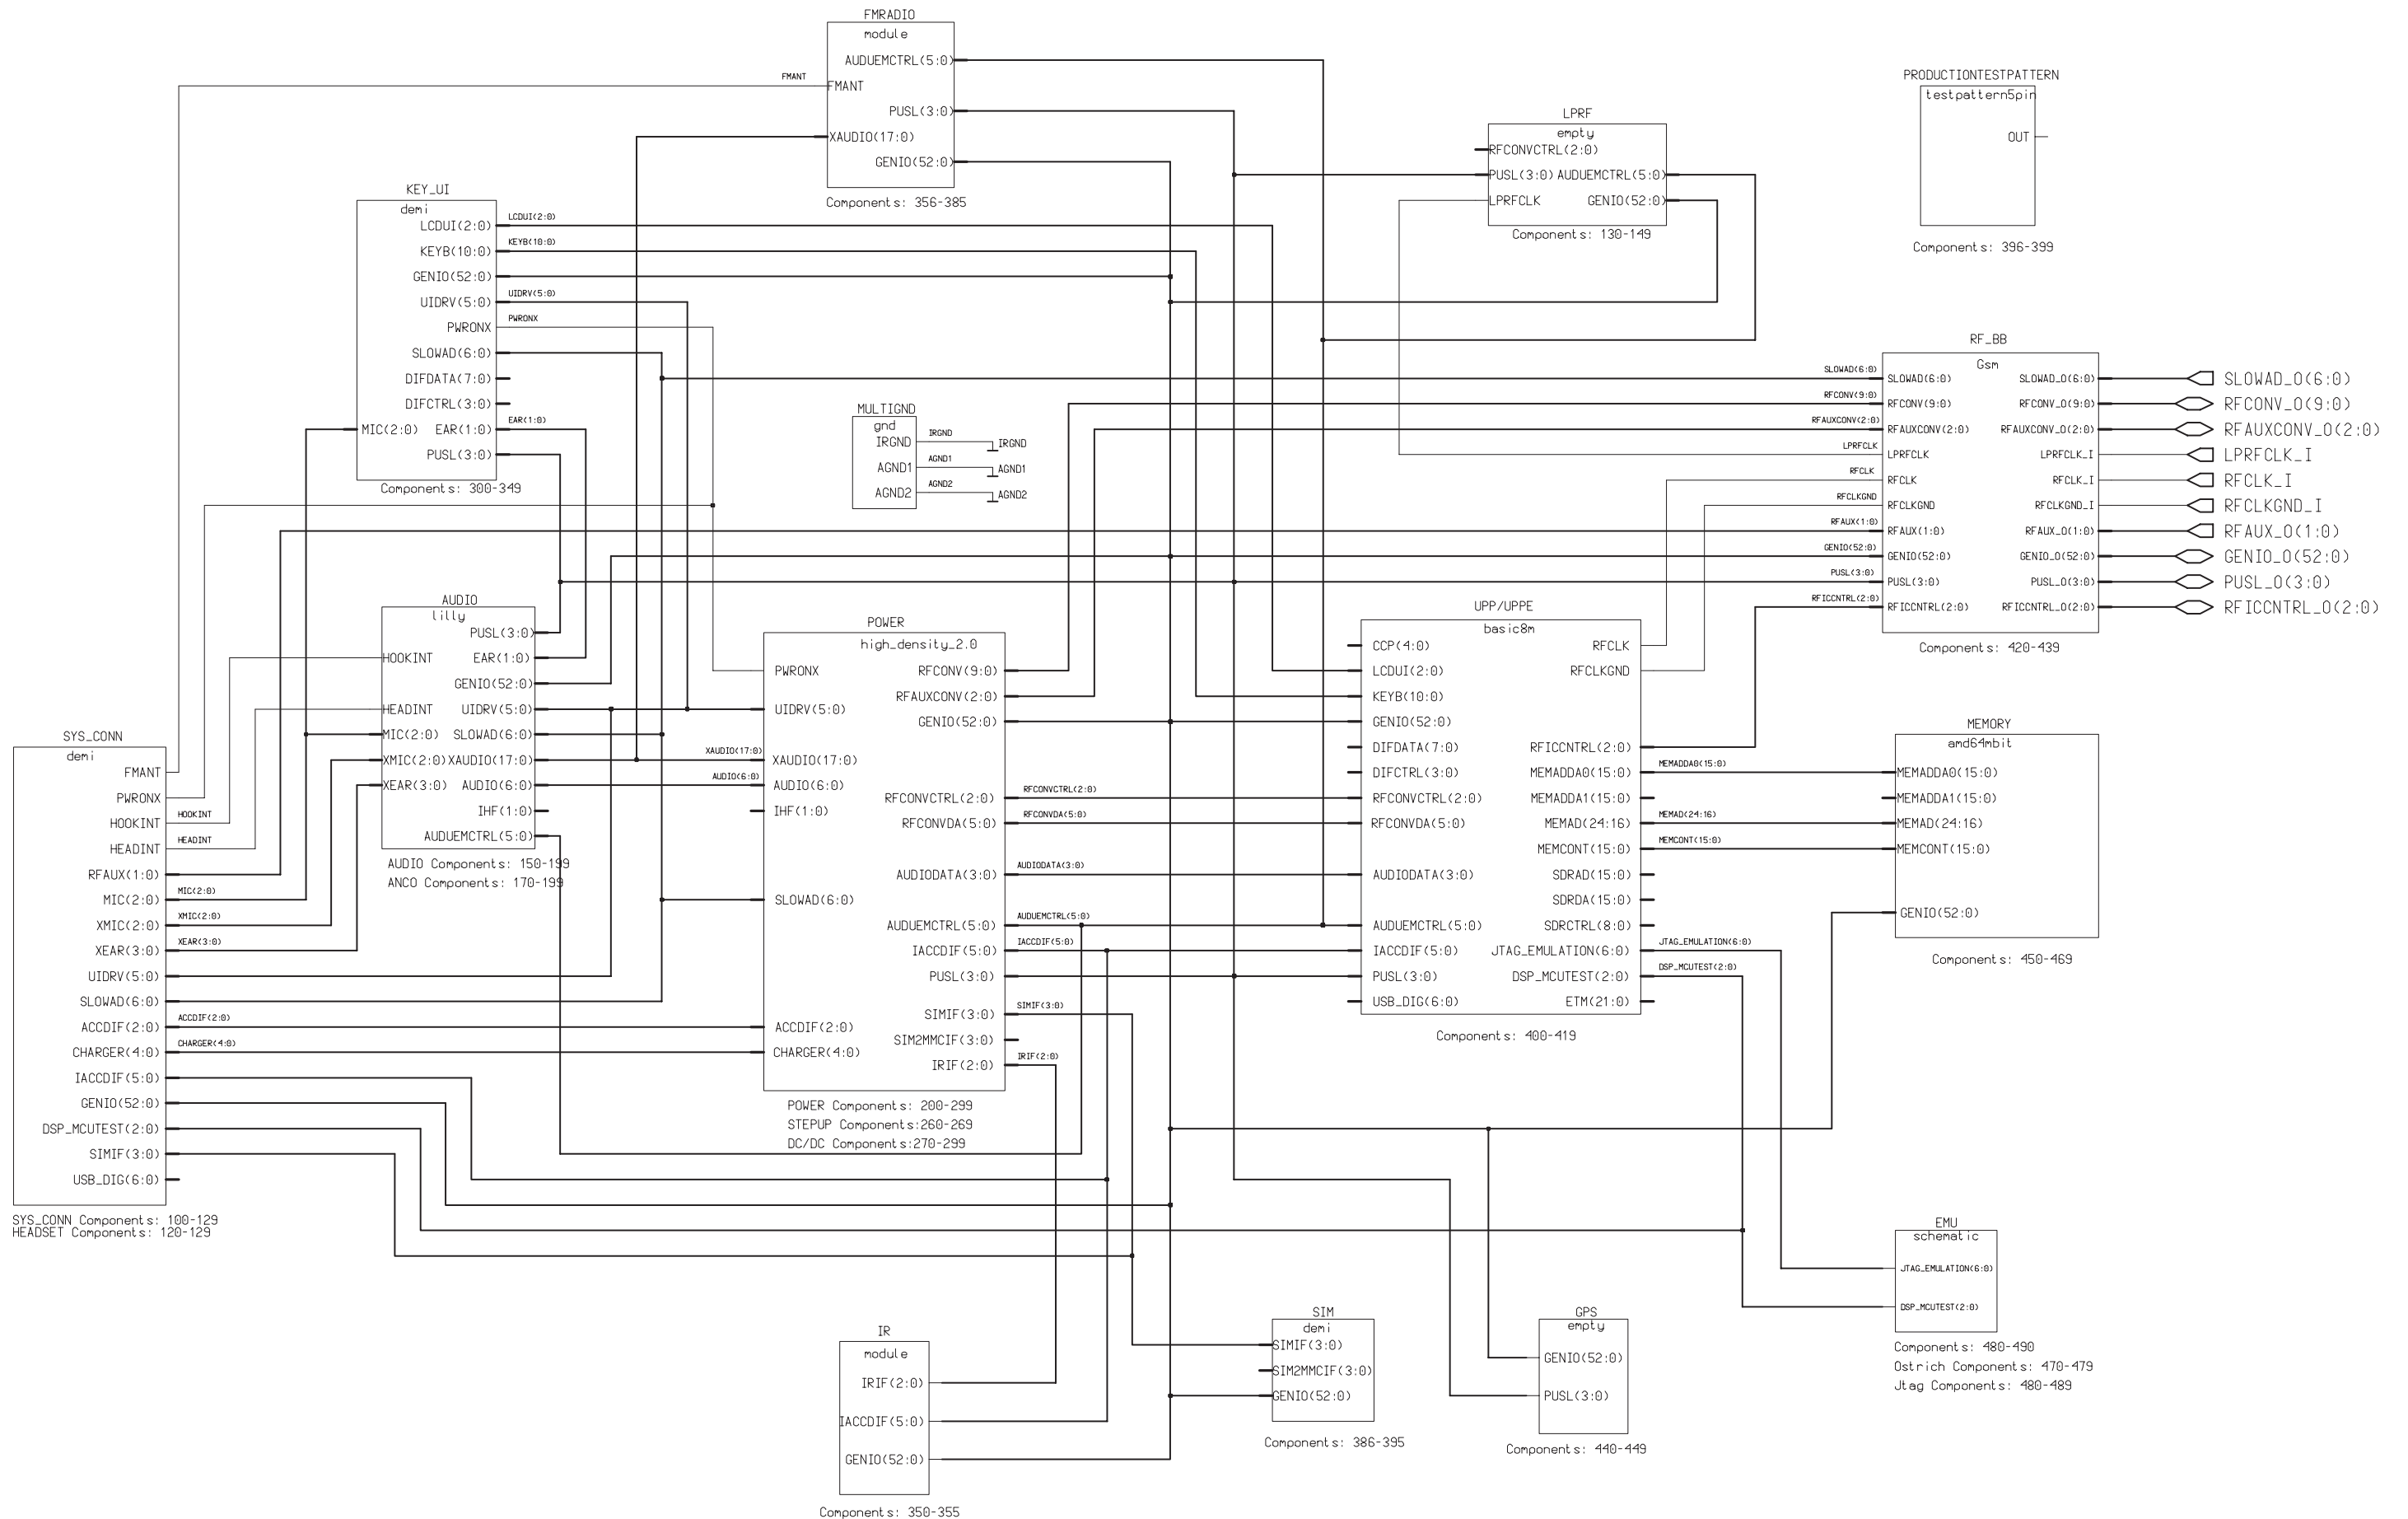 FMRADIO
module
AUDUEMCTRL(5:0)
FMANT
FMANT
PUSL(3:0)
XAUDIO(17:0)
GENIO(52:0)
Components: 356-385
PRODUCTIONTESTPATTERN
testpattern5pin
OUT
Components: 396-399
LPRF
empty
RFCONVCTRL(2:0)
PUSL(3:0) AUDUEMCTRL(5:0)
LPRFCLK GENIO(52:0)
Components: 130-149
KEY_UI
demi
LCDUI(2:0) LCDUI(2:0)
KEYB(10:0) KEYB(10:0)
GENIO(52:0)
UIDRV(5:0) UIDRV(5:0)
PWRONX PWRONX
SLOWAD(6:0)
DIFDATA(7:0)
DIFCTRL(3:0)
MIC(2:0) EAR(1:0) EAR(1:0)
PUSL(3:0)
Components: 300-349
MULTIGND
gnd
IRGND IRGND IRGND
AGND1 AGND1 AGND1
AGND2 AGND2 AGND2
RF_BB
Gsm
SLOWAD(6:0) SLOWAD(6:0) SLOWAD_O(6:0) SLOWAD_O(6:0)
RFCONV(9:0) RFCONV(9:0) RFCONV_O(9:0) RFCONV_O(9:0)
RFAUXCONV(2:0) RFAUXCONV(2:0) RFAUXCONV_O(2:0) RFAUXCONV_O(2:0)
LPRFCLK LPRFCLK LPRFCLK_I LPRFCLK_I
RFCLK RFCLK RFCLK_I RFCLK_I
RFCLKGND RFCLKGND RFCLKGND_I RFCLKGND_I
RFAUX(1:0) RFAUX(1:0) RFAUX_O(1:0) RFAUX_O(1:0)
GENIO(52:0) GENIO(52:0) GENIO_O(52:0) GENIO_O(52:0)
PUSL(3:0) PUSL(3:0) PUSL_O(3:0) PUSL_O(3:0)
RFICCNTRL(2:0) RFICCNTRL(2:0) RFICCNTRL_O(2:0) RFICCNTRL_O(2:0)
Components: 420-439
AUDIO
lilly
PUSL(3:0)
HOOKINT EAR(1:0)
GENIO(52:0)
HEADINT UIDRV(5:0)
MIC(2:0) SLOWAD(6:0)
XMIC(2:0) XAUDIO(17:0)
XEAR(3:0) AUDIO(6:0)
IHF(1:0)
AUDUEMCTRL(5:0)
AUDIO Components: 150-199
ANCO Components: 170-199
POWER
high_density_2.0
PWRONX RFCONV(9:0)
RFAUXCONV(2:0)
UIDRV(5:0) GENIO(52:0)
XAUDIO(17:0) XAUDIO(17:0)
AUDIO(6:0) AUDIO(6:0)
RFCONVCTRL(2:0) RFCONVCTRL(2:0)
IHF(1:0) RFCONVDA(5:0) RFCONVDA(5:0)
AUDIODATA(3:0) AUDIODATA(3:0)
SLOWAD(6:0)
AUDUEMCTRL(5:0) AUDUEMCTRL(5:0)
IACCDIF(5:0) IACCDIF(5:0)
PUSL(3:0)
SIMIF(3:0) SIMIF(3:0)
ACCDIF(2:0)
SIM2MMCIF(3:0)
CHARGER(4:0)
IRIF(2:0) IRIF(2:0)
POWER Components: 200-299
STEPUP Components:260-269
DC/DC Components:270-299
UPP/UPPE
basic8m
CCP(4:0) RFCLK
LCDUI(2:0) RFCLKGND
KEYB(10:0)
GENIO(52:0)
DIFDATA(7:0) RFICCNTRL(2:0)
DIFCTRL(3:0) MEMADDA0(15:0) MEMADDA0(15:0)
RFCONVCTRL(2:0) MEMADDA1(15:0)
RFCONVDA(5:0) MEMAD(24:16) MEMAD(24:16)
MEMCONT(15:0) MEMCONT(15:0)
AUDIODATA(3:0) SDRAD(15:0)
SDRDA(15:0)
AUDUEMCTRL(5:0) SDRCTRL(8:0)
IACCDIF(5:0) JTAG_EMULATION(6:0) JTAG_EMULATION(6:0)
PUSL(3:0) DSP_MCUTEST(2:0) DSP_MCUTEST(2:0)
USB_DIG(6:0) ETM(21:0)
Components: 400-419
MEMORY
amd64mbit
MEMADDA0(15:0)
MEMADDA1(15:0)
MEMAD(24:16)
MEMCONT(15:0)
GENIO(52:0)
Components: 450-469
SYS_CONN
demi
FMANT
PWRONX
HOOKINT HOOKINT
HEADINT HEADINT
RFAUX(1:0)
MIC(2:0) MIC(2:0)
XMIC(2:0) XMIC(2:0)
XEAR(3:0) XEAR(3:0)
UIDRV(5:0)
SLOWAD(6:0)
ACCDIF(2:0) ACCDIF(2:0)
CHARGER(4:0) CHARGER(4:0)
IACCDIF(5:0)
GENIO(52:0)
DSP_MCUTEST(2:0)
SIMIF(3:0)
USB_DIG(6:0)
SYS_CONN Components: 100-129
HEADSET Components: 120-129
EMU
schematic
JTAG_EMULATION(6:0)
DSP_MCUTEST(2:0)
Components: 480-490
Ostrich Components: 470-479
Jtag Components: 480-489
IR
module
IRIF(2:0)
IACCDIF(5:0)
GENIO(52:0)
Components: 350-355
SIM
demi
SIMIF(3:0)
SIM2MMCIF(3:0)
GENIO(52:0)
Components: 386-395
GPS
empty
GENIO(52:0)
PUSL(3:0)
Components: 440-449